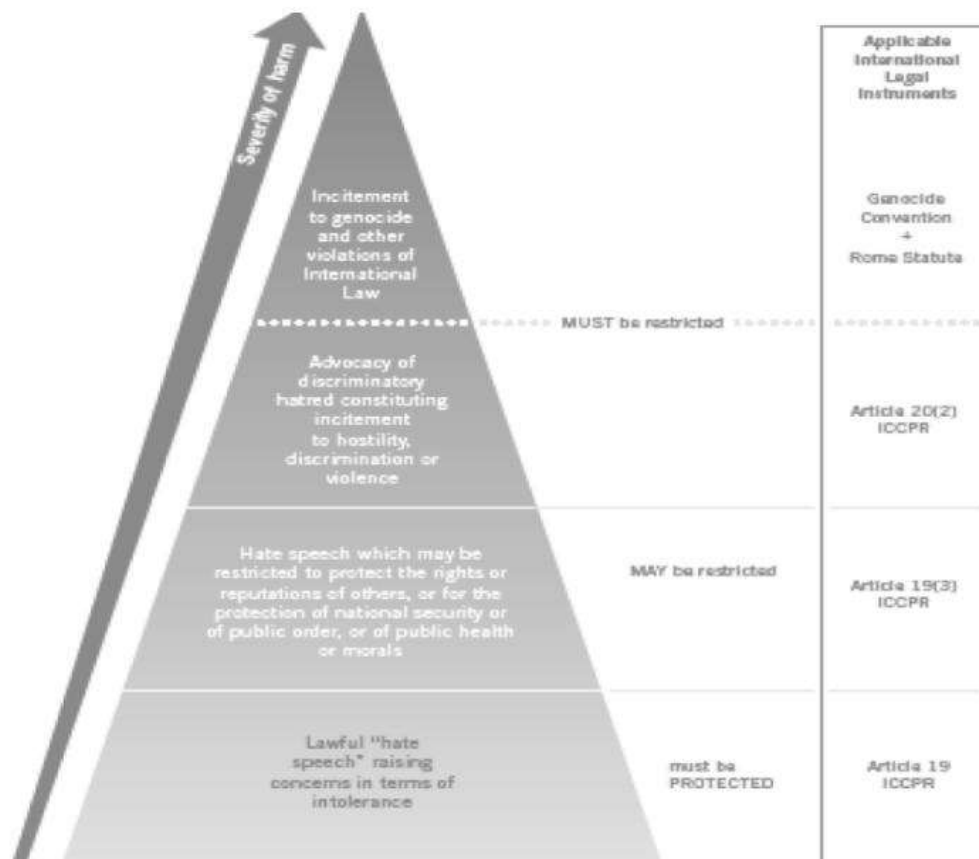 Severity of harm
Applicable
International
Legal
Instruments
Incitement
to genocide
and other
violations of
International
Law
Genocide
Convention
+
Rome Statute
MUST be restricted
Advocacy of
discriminatory
hatred constituting
incitement
to hostility,
discrimination or
violence
Article 20(2)
ICCPR
Hate speech which may be
restricted to protect the rights or
reputations of others, or for the
protection of national security or
of public order, or of public health
or morals
MAY be restricted
Article 19(3)
ICCPR
Lawful "hate
speech" raising
concerns in terms of
intolerance
must be
PROTECTED
Article 19
ICCPR